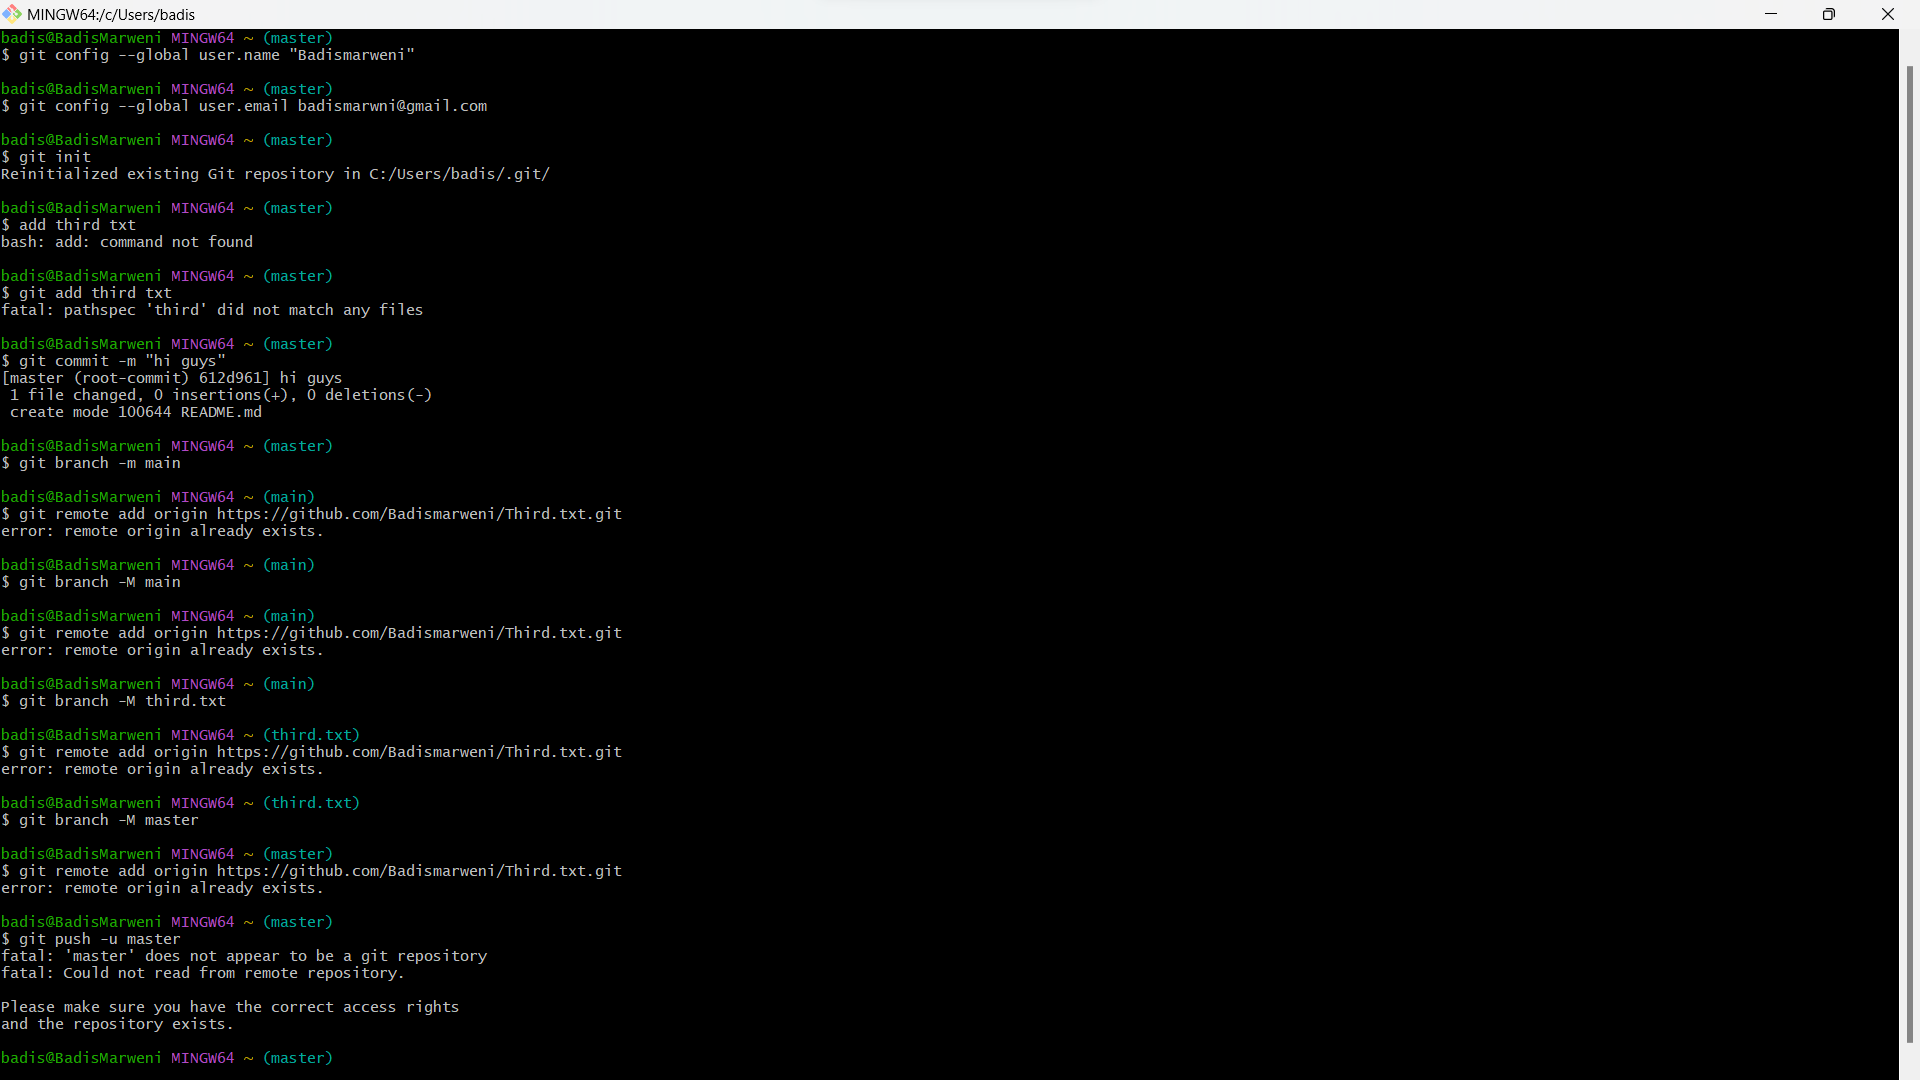 MINGW64:/c/Users/badis
badis@BadisMarweni MINGW64 ~ (master)
$ git config --global user.name "Badismarweni"
badis@BadisMarweni MINGW64 ~ (master)
$ git config --global user.email badismarwni@gmail.com
badis@BadisMarweni MINGW64 ~ (master)
$ git init
Reinitialized existing Git repository in C:/Users/badis/.git/
badis@BadisMarweni MINGW64 ~ (master)
$ add third txt
bash: add: command not found
badis@BadisMarweni MINGW64 ~ (master)
$ git add third txt
fatal: pathspec 'third' did not match any files
badis@BadisMarweni MINGW64 ~ (master)
$ git commit -m "hi guys"
[master (root-commit) 612d961] hi guys
 1 file changed, 0 insertions(+), 0 deletions(-)
 create mode 100644 README.md
badis@BadisMarweni MINGW64 ~ (master)
$ git branch -m main
badis@BadisMarweni MINGW64 ~ (main)
$ git remote add origin https://github.com/Badismarweni/Third.txt.git
error: remote origin already exists.
badis@BadisMarweni MINGW64 ~ (main)
$ git branch -M main
badis@BadisMarweni MINGW64 ~ (main)
$ git remote add origin https://github.com/Badismarweni/Third.txt.git
error: remote origin already exists.
badis@BadisMarweni MINGW64 ~ (main)
$ git branch -M third.txt
badis@BadisMarweni MINGW64 ~ (third.txt)
$ git remote add origin https://github.com/Badismarweni/Third.txt.git
error: remote origin already exists.
badis@BadisMarweni MINGW64 ~ (third.txt)
$ git branch -M master
badis@BadisMarweni MINGW64 ~ (master)
$ git remote add origin https://github.com/Badismarweni/Third.txt.git
error: remote origin already exists.
badis@BadisMarweni MINGW64 ~ (master)
$ git push -u master
fatal: 'master' does not appear to be a git repository
fatal: Could not read from remote repository.
Please make sure you have the correct access rights
and the repository exists.
badis@BadisMarweni MINGW64 ~ (master)